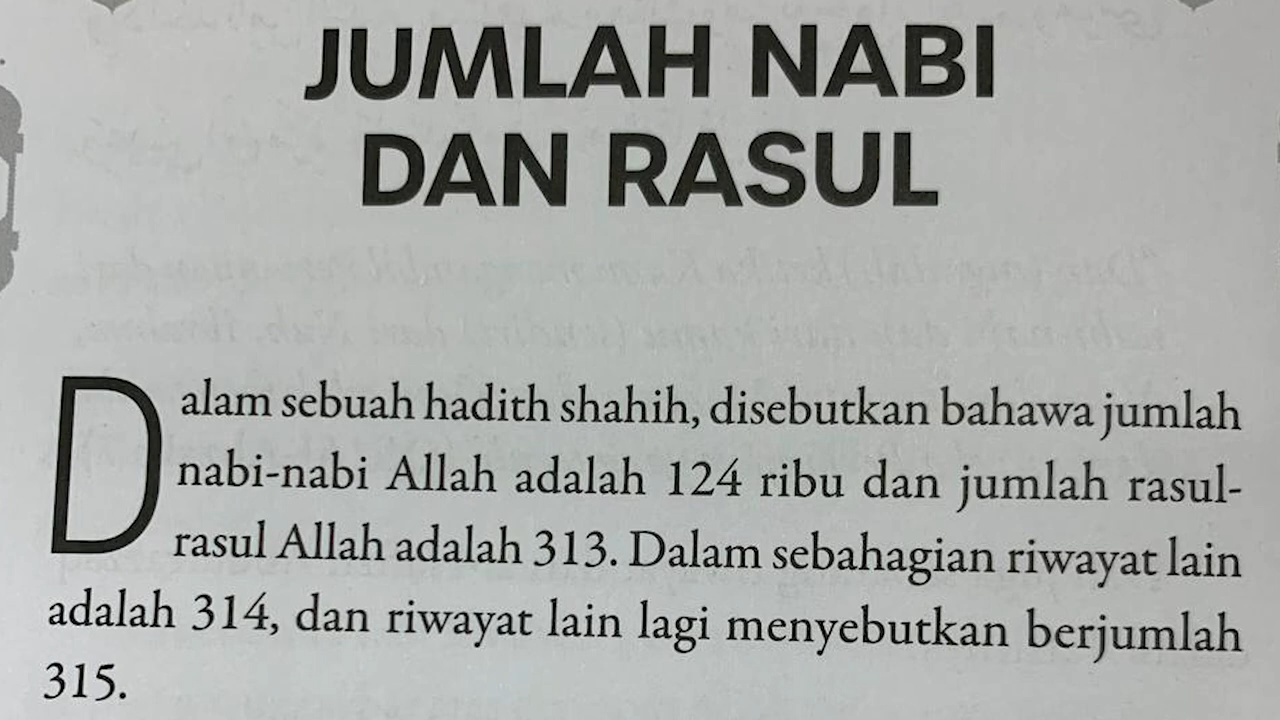 JUMLAH NABI
DAN RASUL
Dalam sebuah hadith shahih, disebutkan bahawa jumlah
nabi-nabi Allah adalah 124 ribu dan jumlah rasul-
rasul Allah adalah 313. Dalam sebahagian riwayat lain
adalah 314, dan riwayat lain lagi menyebutkan berjumlah
315.